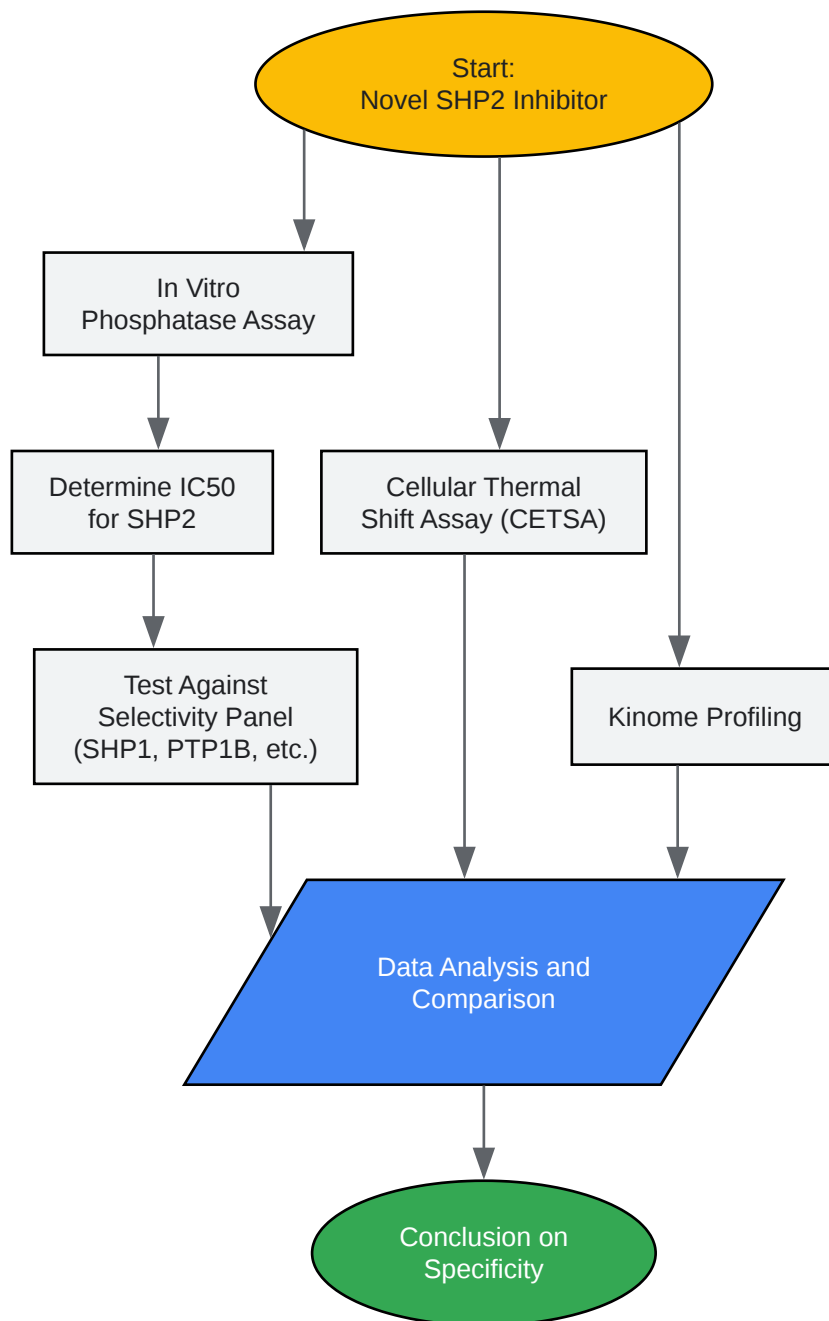 Start:
Novel SHP2 Inhibitor
In Vitro
Phosphatase Assay
Determine IC50
for SHP2
Cellular Thermal
Shift Assay (CETSA)
Test Against
Selectivity Panel
(SHP1, PTP1B, etc.)
Kinome Profiling
Data Analysis and
Comparison
Conclusion on
Specificity